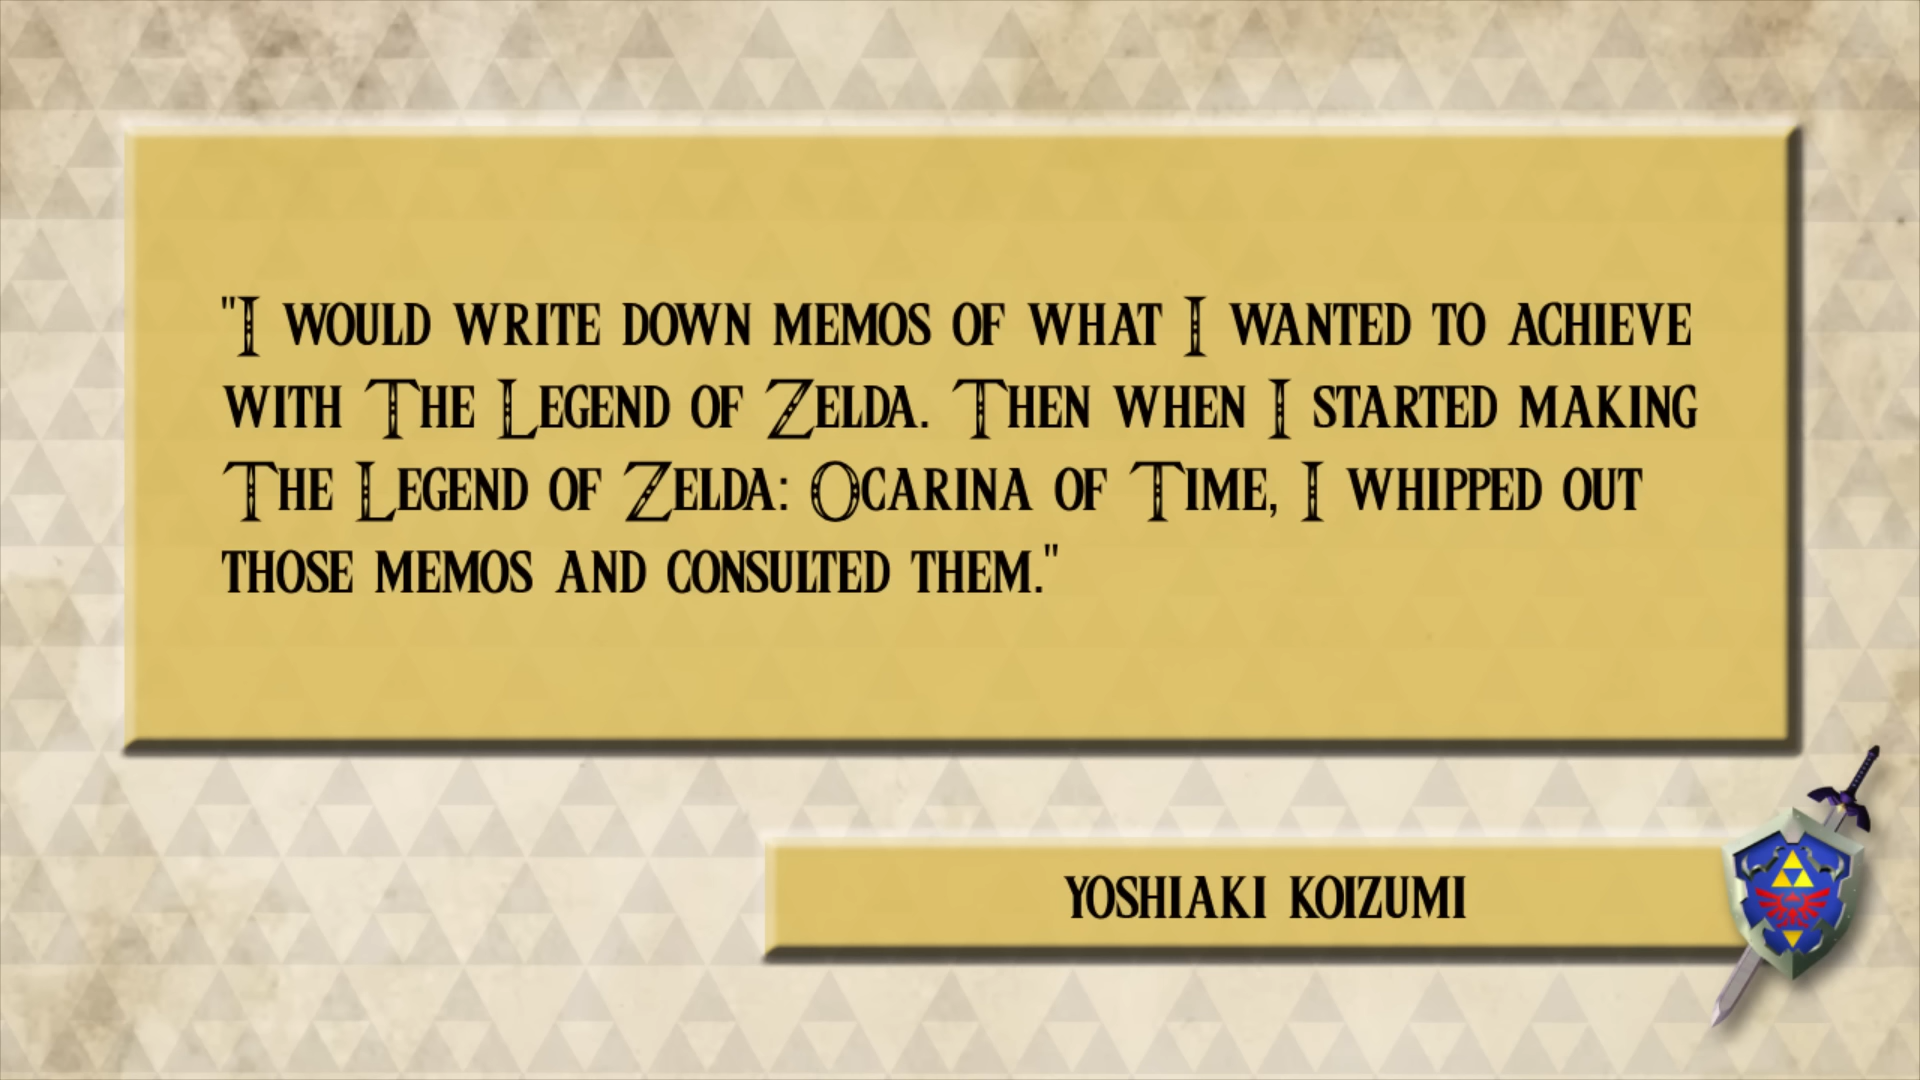 "I would write down memos of what I wanted to achieve
with The Legend of Zelda. Then when I started making
The Legend of Zelda: Ocarina of Time, I whipped out
those memos and consulted them."
Yoshiaki Koizumi